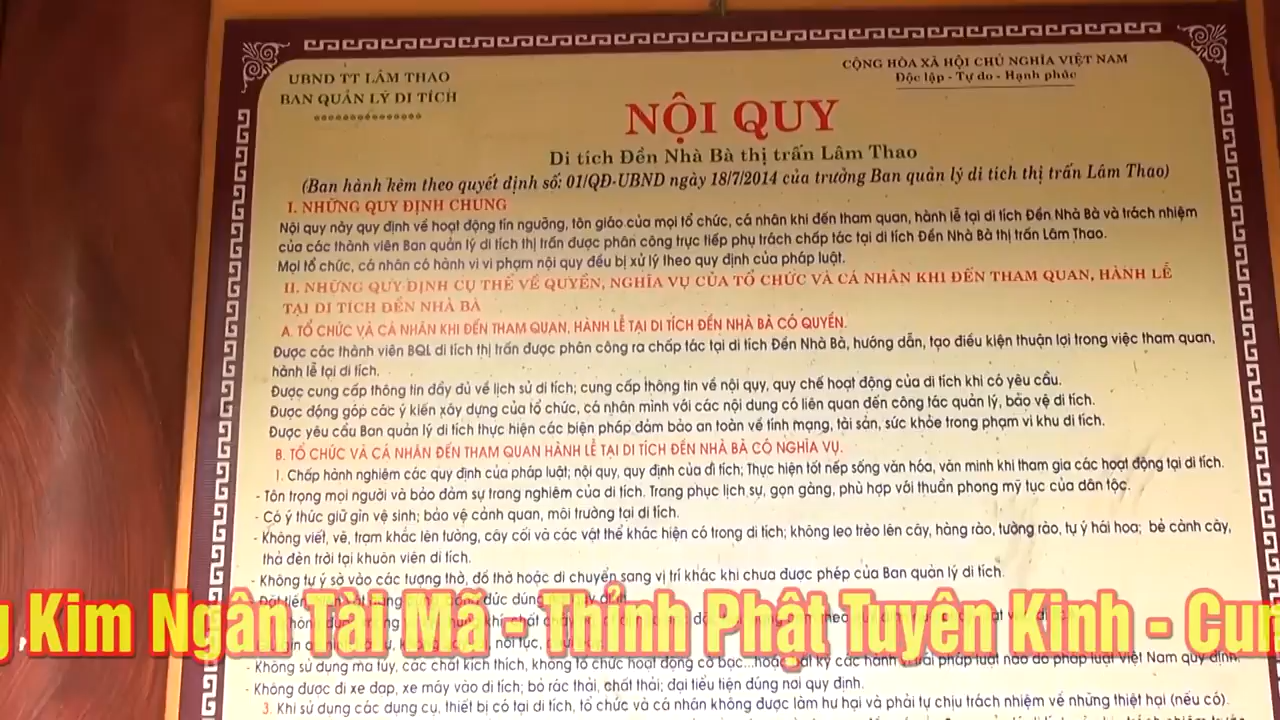 UBND TT LÂM THAO
BAN QUẢN LÝ DI TÍCH
CỘNG HÒA XÃ HỘI CHỦ NGHĨA VIỆT NAM
Độc lập - Tự do - Hạnh phúc
NỘI QUY
Di tích Đền Nhà Bà thị trấn Lâm Thao
(Ban hành kèm theo quyết định số: 01/QĐ-UBND ngày 18/7/2014 của trưởng Ban quản lý di tích thị trấn Lâm Thao)
I. NHỮNG QUY ĐỊNH CHUNG
Nội quy này quy định về hoạt động tín ngưỡng, tôn giáo của mọi tổ chức, cá nhân khi đến tham quan, hành lễ tại di tích Đền Nhà Bà và trách nhiệm
của các thành viên Ban quản lý di tích thị trấn được phân công trực tiếp phụ trách chấp tác tại di tích Đền Nhà Bà thị trấn Lâm Thao.
Mọi tổ chức, cá nhân có hành vi vi phạm nội quy đều bị xử lý theo quy định của pháp luật.
II. NHỮNG QUY ĐỊNH CỤ THỂ VỀ QUYỀN, NGHĨA VỤ CỦA TỔ CHỨC VÀ CÁ NHÂN KHI ĐẾN THAM QUAN, HÀNH LỄ
TẠI DI TÍCH ĐỀN NHÀ BÀ
A. TỔ CHỨC VÀ CÁ NHÂN KHI ĐẾN THAM QUAN, HÀNH LỄ TẠI DI TÍCH ĐỀN NHÀ BÀ CÓ QUYỀN.
Được các thành viên BQL di tích thị trấn được phân công ra chấp tác tại di tích Đền Nhà Bà, hướng dẫn, tạo điều kiện thuận lợi trong việc tham quan,
hành lễ tại di tích.
Được cung cấp thông tin đầy đủ về lịch sử di tích; cung cấp thông tin về nội quy, quy chế hoạt động của di tích khi có yêu cầu.
Được đóng góp các ý kiến xây dựng của tổ chức, cá nhân mình với các nội dung có liên quan đến công tác quản lý, bảo vệ di tích.
Được yêu cầu Ban quản lý di tích thực hiện các biện pháp đảm bảo an toàn về tính mạng, tài sản, sức khỏe trong phạm vi khu di tích.
B. TỔ CHỨC VÀ CÁ NHÂN ĐẾN THAM QUAN HÀNH LỄ TẠI DI TÍCH ĐỀN NHÀ BÀ CÓ NGHĨA VỤ.
1. Chấp hành nghiêm các quy định của pháp luật; nội quy, quy định của di tích; Thực hiện tốt nếp sống văn hóa, văn minh khi tham gia các hoạt động tại di tích.
- Tôn trọng mọi người và bảo đảm sự trang nghiêm của di tích. Trang phục lịch sự, gọn gàng, phù hợp với thuần phong mỹ tục của dân tộc.
- Có ý thức giữ gìn vệ sinh; bảo vệ cảnh quan, môi trường tại di tích.
- Không viết, vẽ, trạm khắc lên tường, cây cối và các vật thể khác hiện có trong di tích; không leo trèo lên cây, hàng rào, tường rào, tự ý hái hoa; bẻ cành cây,
thả đèn trời tại khuôn viên di tích.
- Không tự ý sờ vào các tượng thờ, đồ thờ hoặc di chuyển sang vị trí khác khi chưa được phép của Ban quản lý di tích.
Kim Ngân Tài Mã - Thỉnh Phật Tuyên Kinh -
- Không sử dụng ma túy, các chất kích thích, không tổ chức hoạt động cờ bạc...hoặc các hành vi trái pháp luật nào do pháp luật Việt Nam quy định.
- Không được đi xe đạp, xe máy vào di tích; bỏ rác thải, chất thải; đại tiểu tiện đúng nơi quy định.
3. Khi sử dụng các dụng cụ, thiết bị có tại di tích, tổ chức và cá nhân không được làm hư hại và phải tự chịu trách nhiệm về những thiệt hại (nếu có).